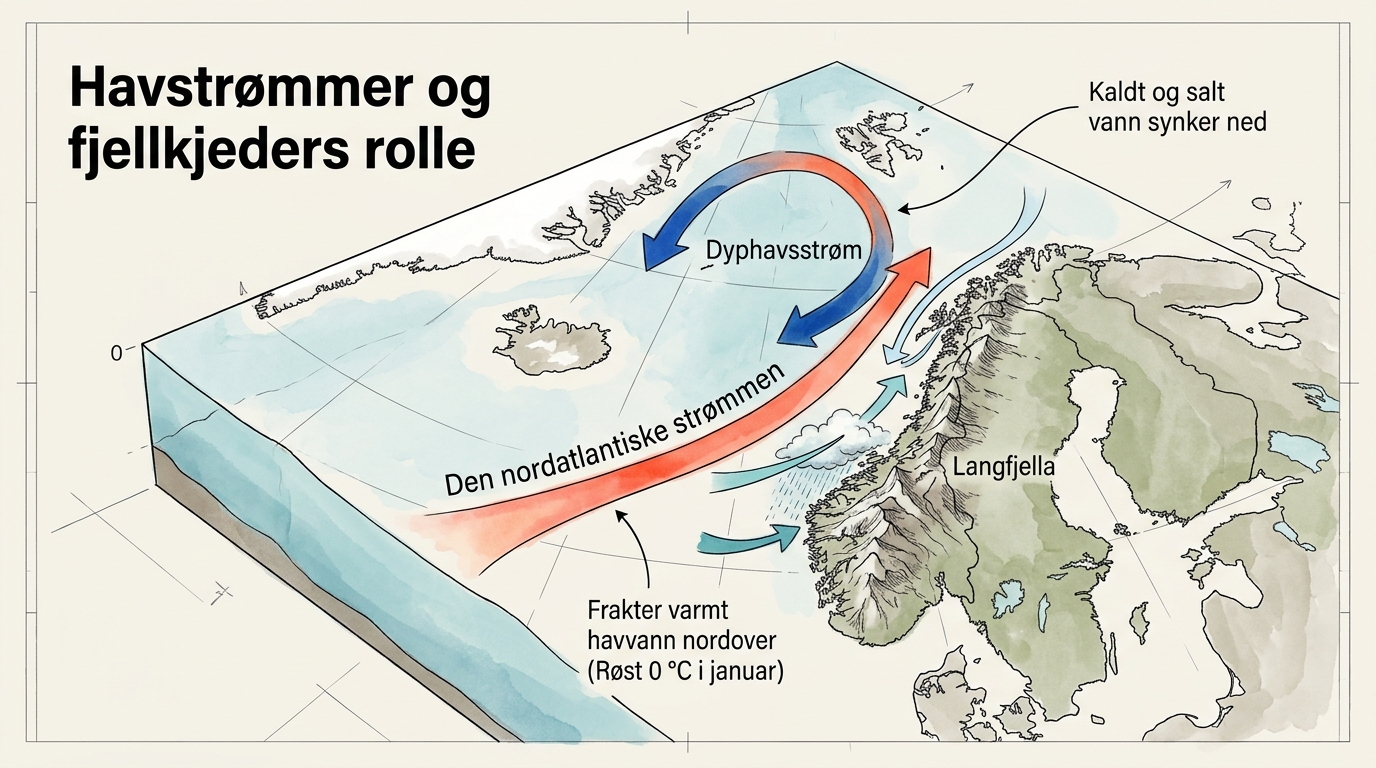 Havstrømmer og
fjellkjeders rolle
Kaldt og salt
vann synker ned
Dyphavsstrøm
0
Den nordatlantiske strømmen
Langfjella
Frakter varmt
havvann nordover
(Røst 0 °C i januar)